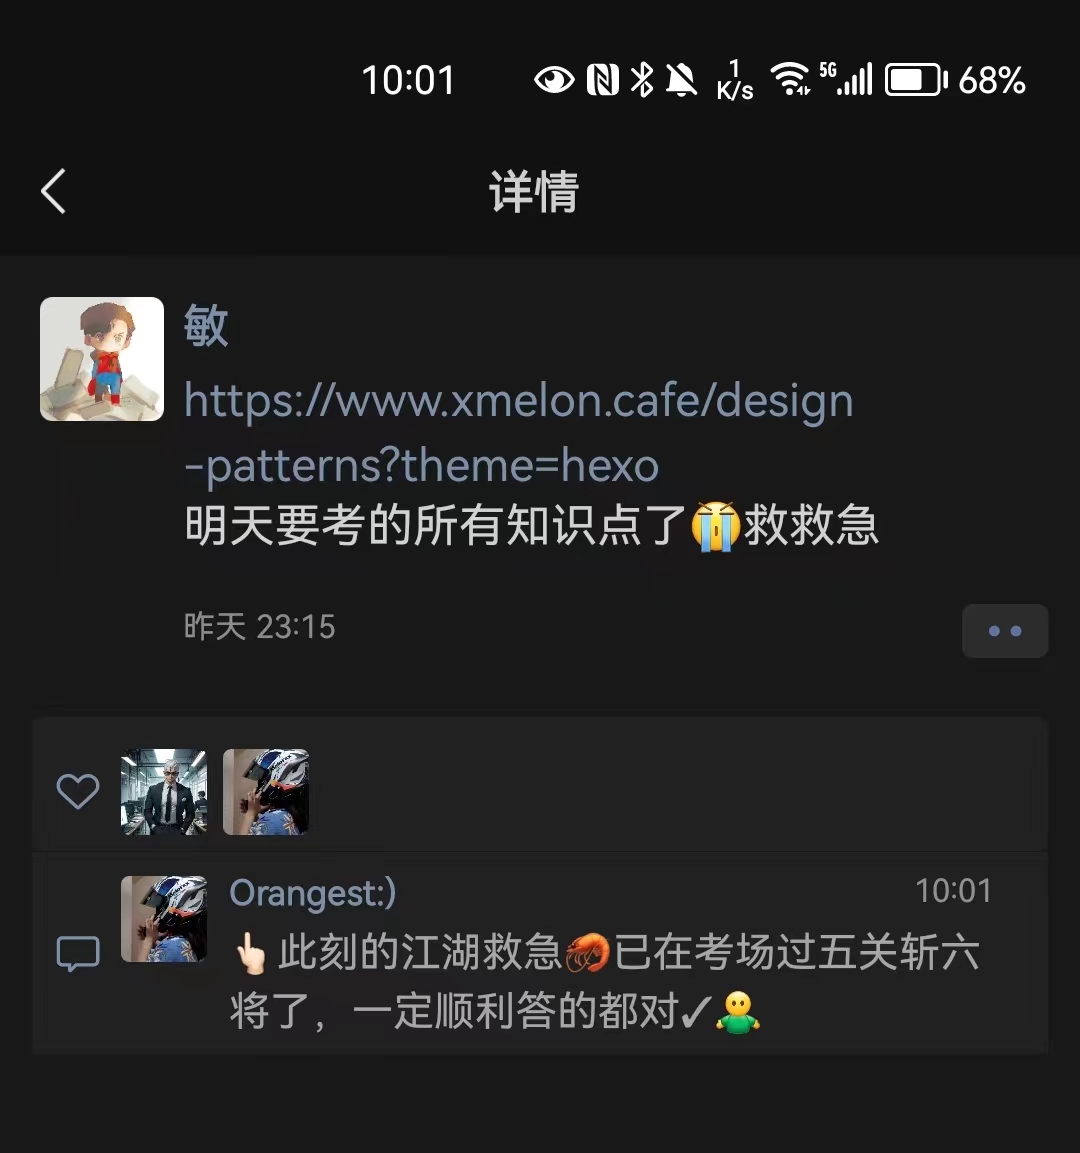 10:01 1 K/s 5G 68%
详情
敏
https://www.xmelon.cafe/design
-patterns?theme=hexo
明天要考的所有知识点了😭救救急
昨天 23:15
Orangest:) 10:01
👆🏻此刻的江湖救急🦐已在考场过五关斩六
将了，一定顺利答的都对✓🙂‍↕️